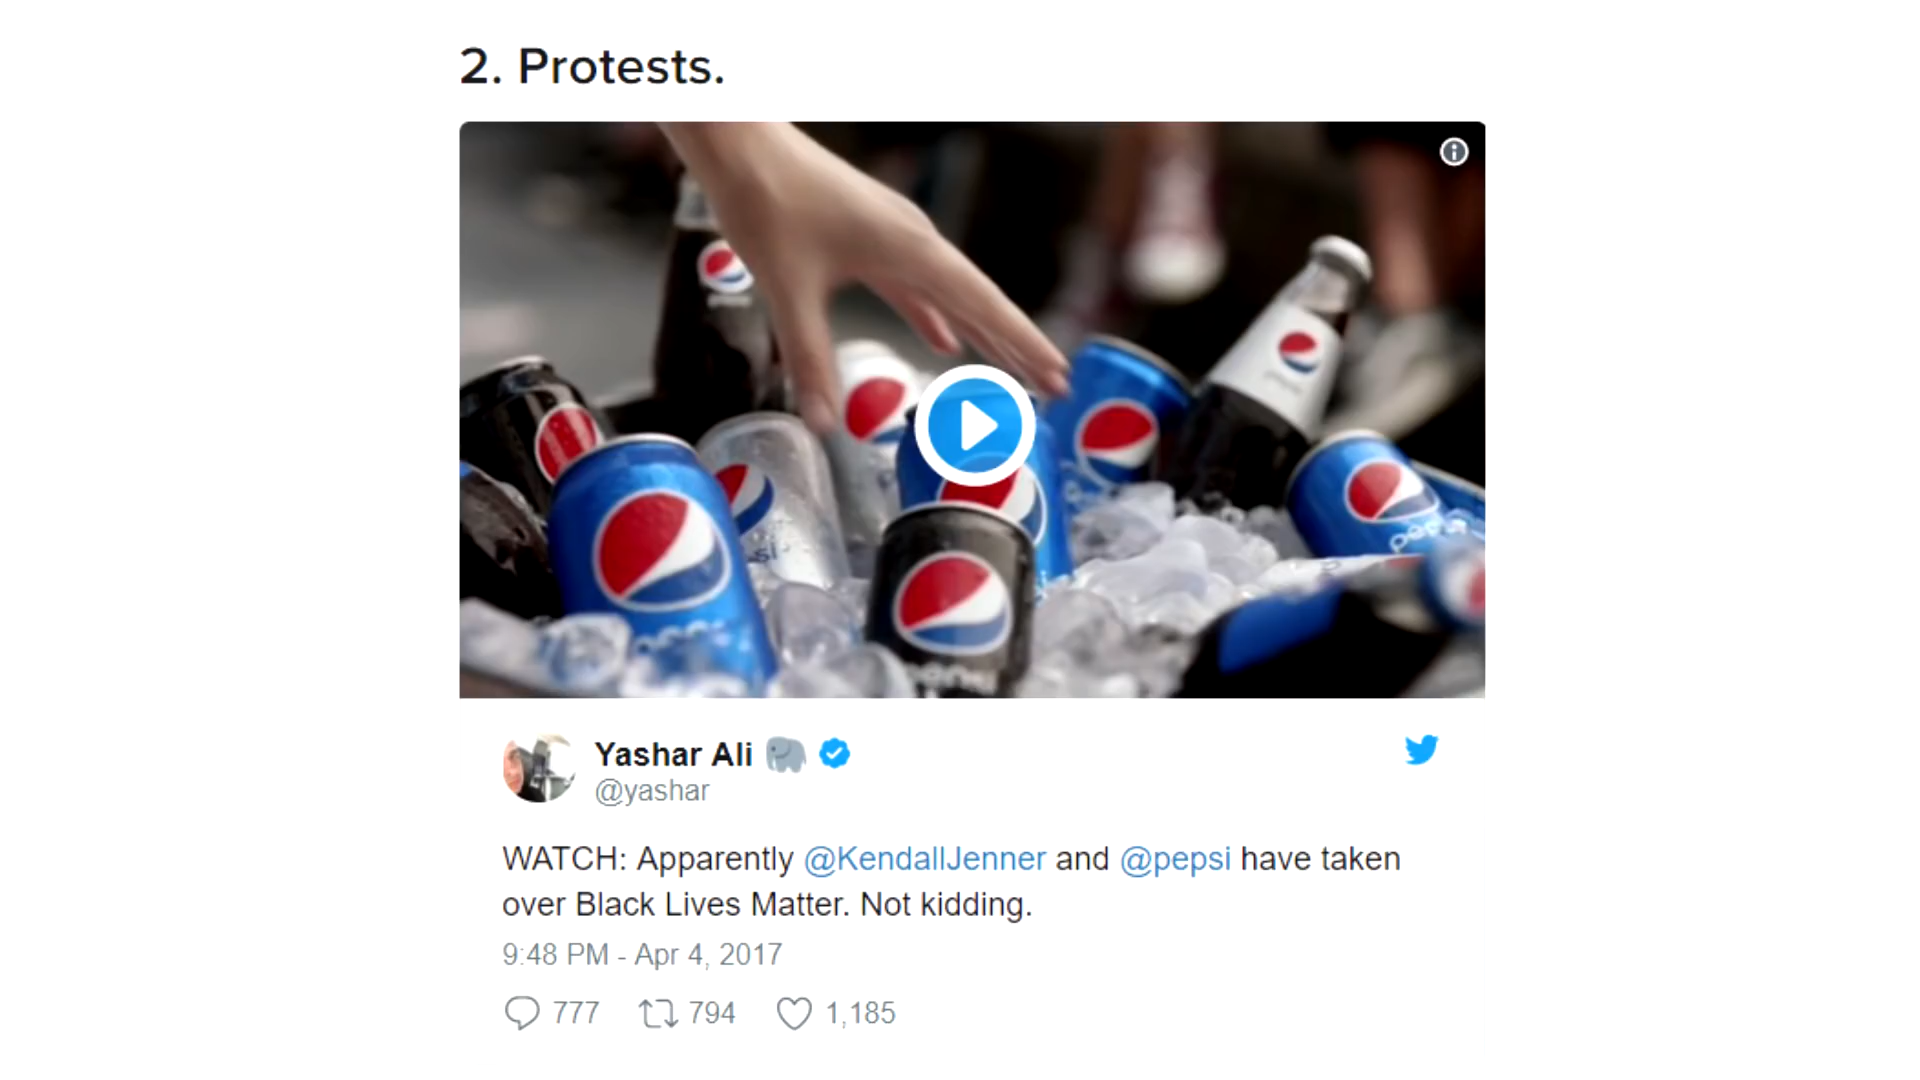 2. Protests.
pepsi
Yashar Ali 🐘
@yashar
WATCH: Apparently @KendallJenner and @pepsi have taken
over Black Lives Matter. Not kidding.
9:48 PM - Apr 4, 2017
777 794 1,185